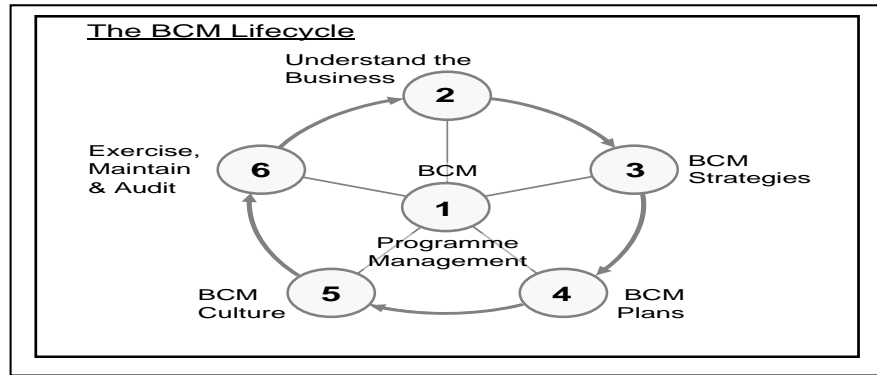 The BCM Lifecycle
Understand the
Business
2
Exercise,
Maintain
& Audit
6
BCM
3
BCM
Strategies
1
Programme
Management
BCM
Culture
5
4
BCM
Plans